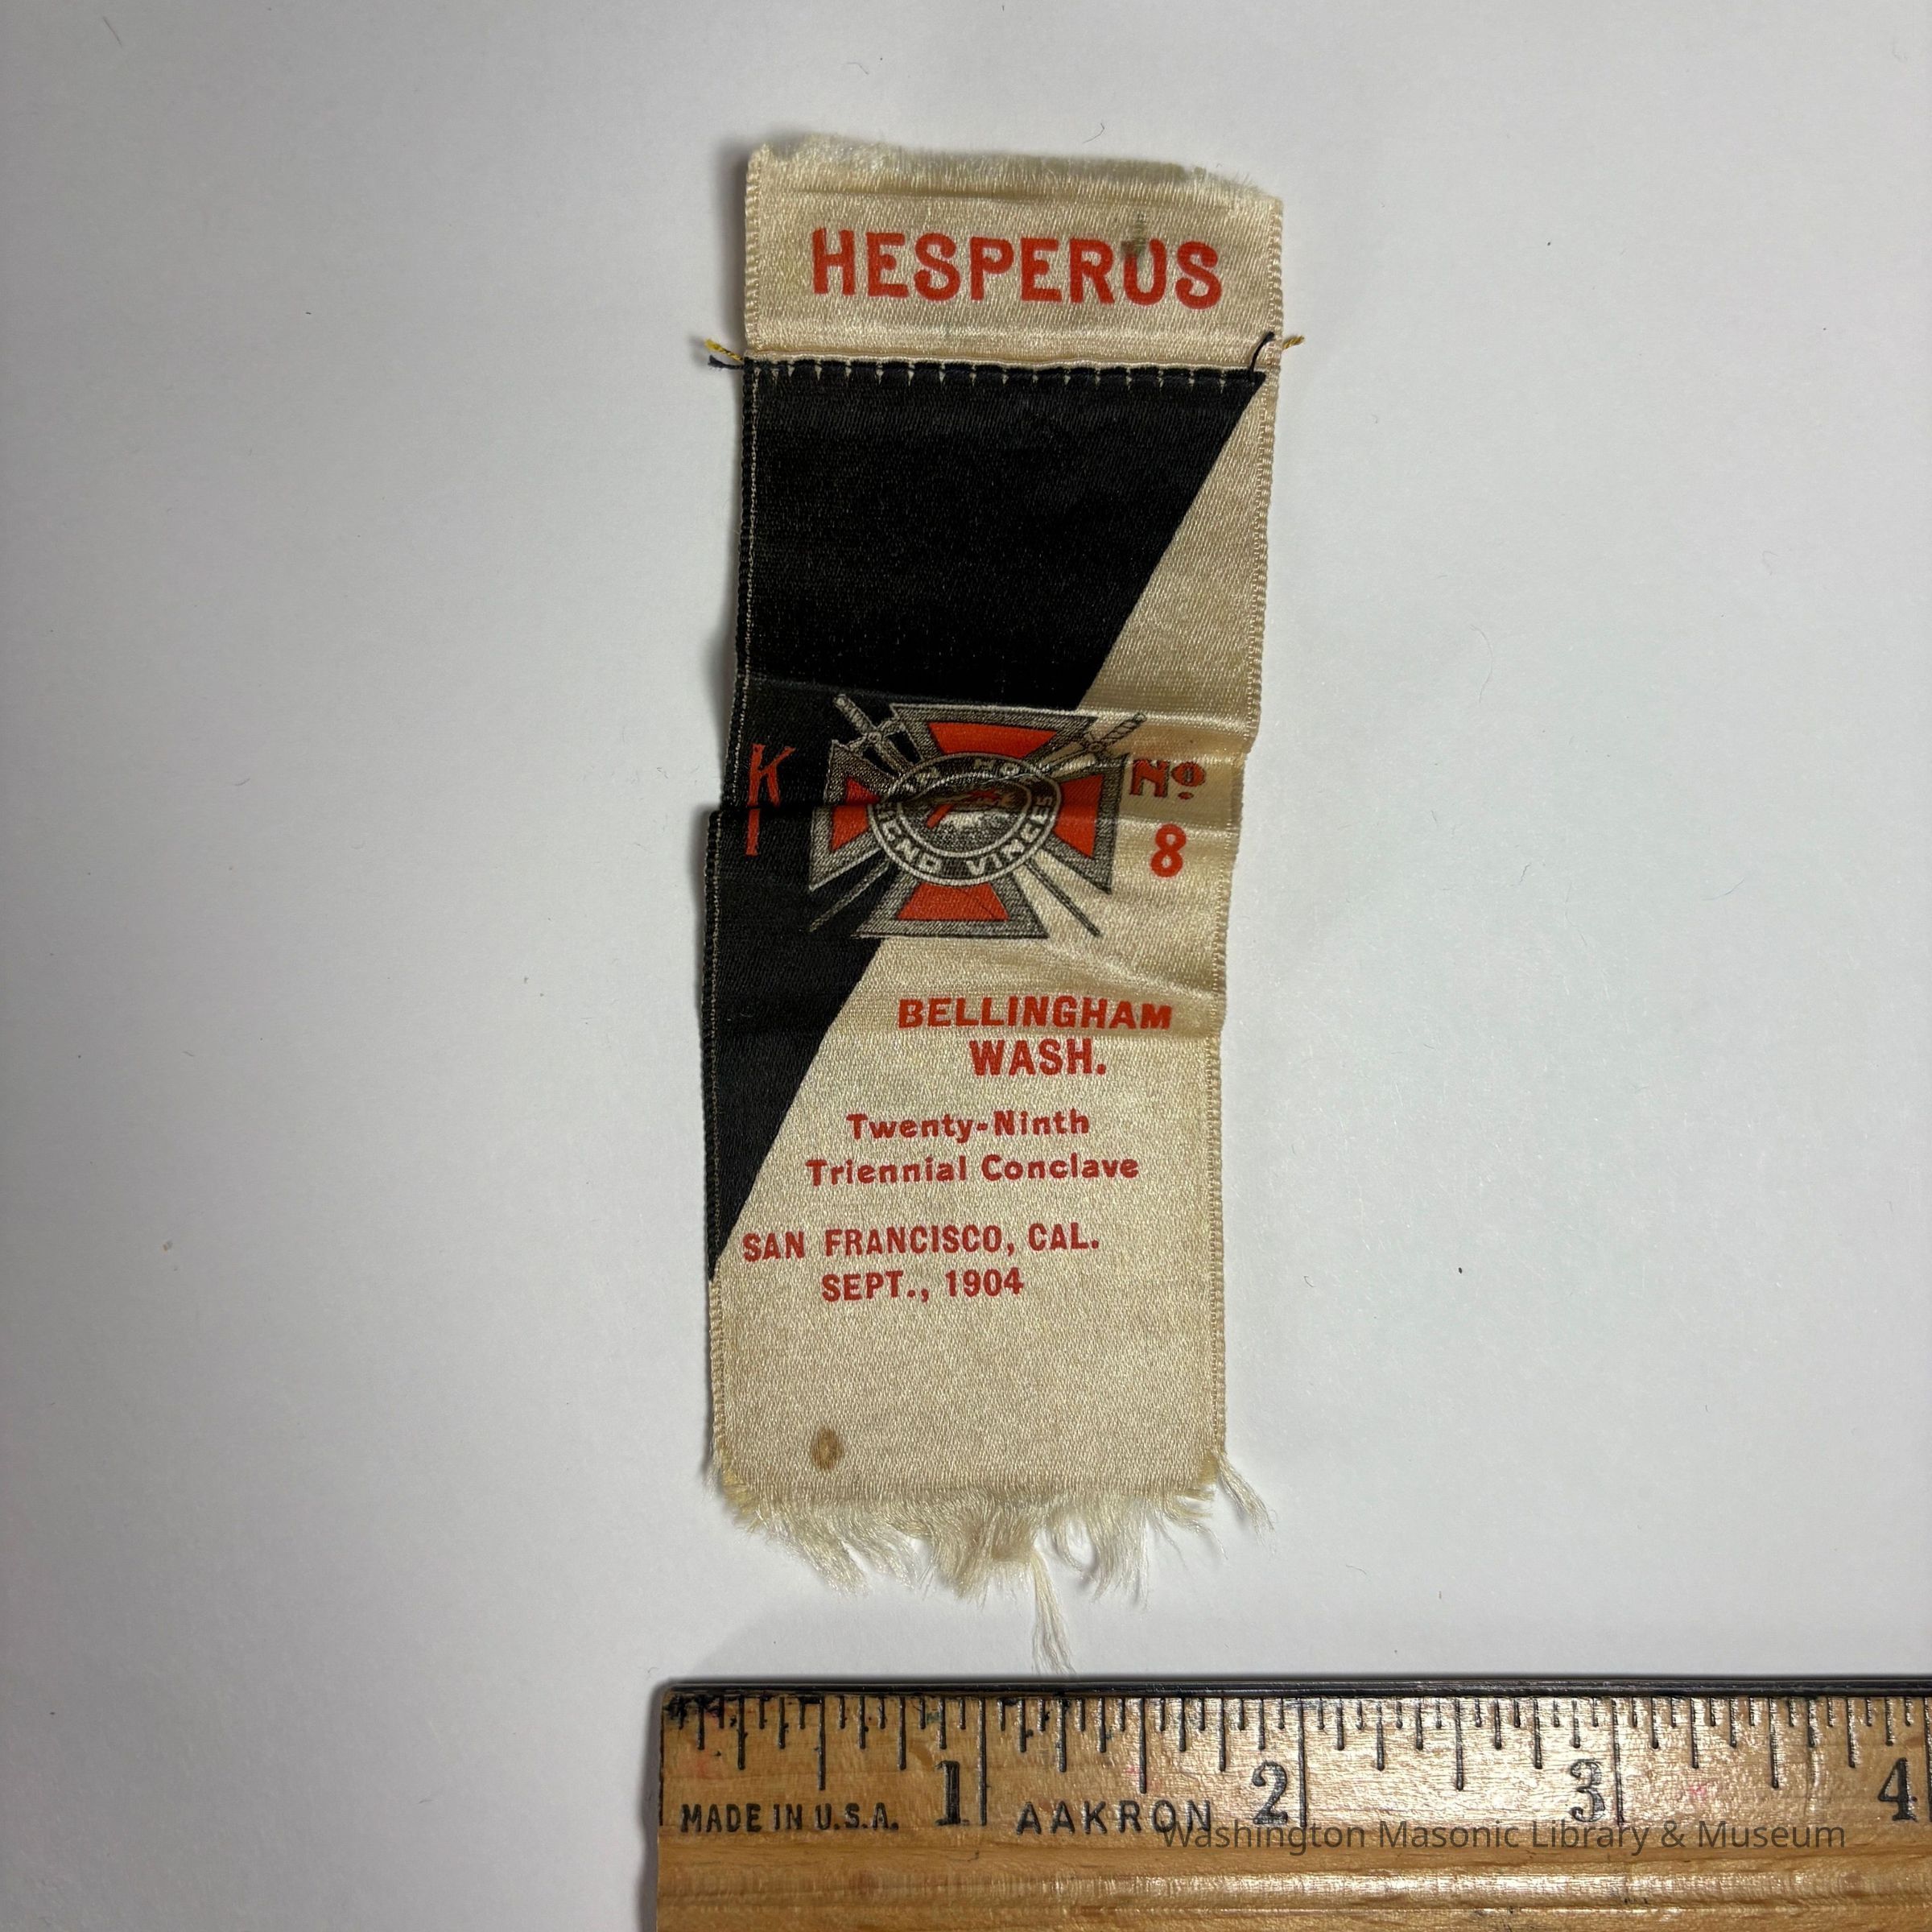 HESPERUS
K
T
No
8
HOC
SIGNO VINCES
BELLINGHAM
WASH.
Twenty-Ninth
Triennial Conclave
SAN FRANCISCO, CAL.
SEPT., 1904
1 2 3 4
MADE IN U.S.A. AAKRON
Washington Masonic Library & Museum